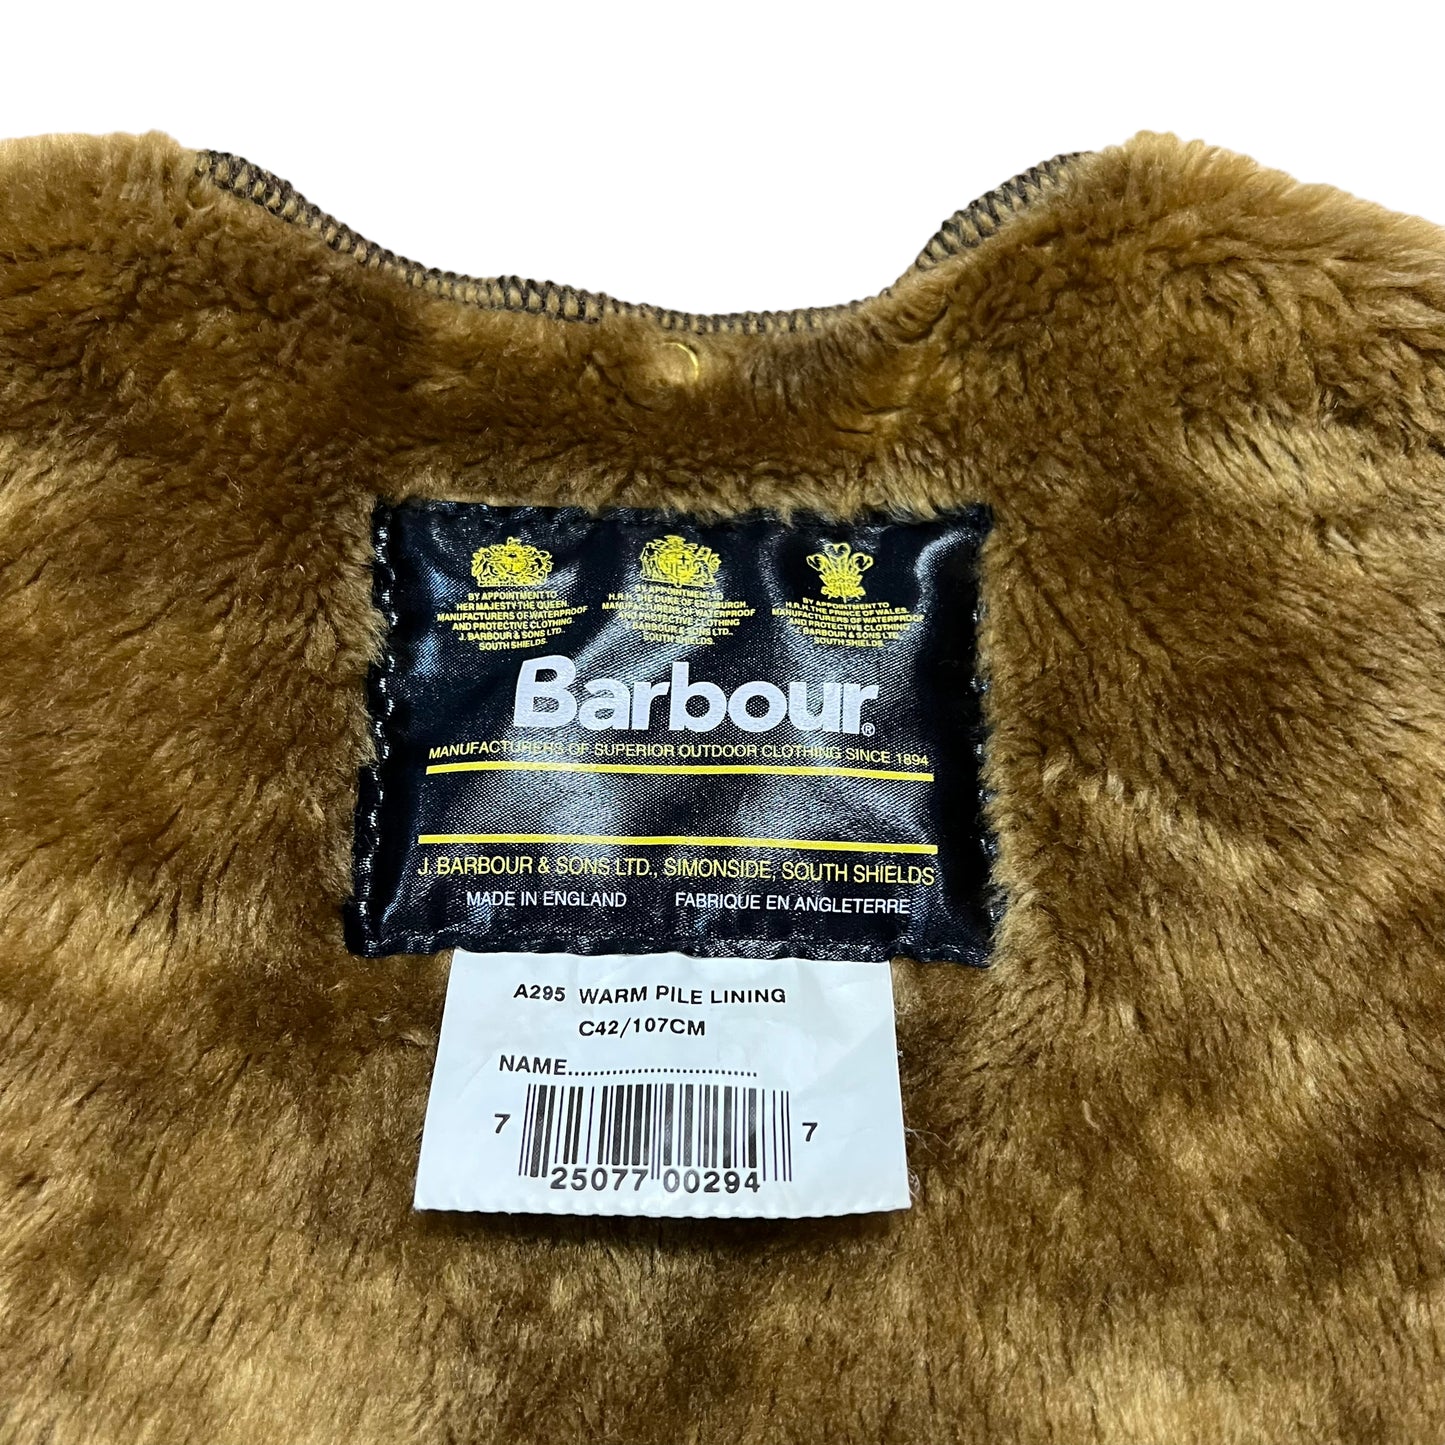 BY APPOINTMENT TO
HER MAJESTY THE QUEEN.
MANUFACTURERS OF WATERPROOF
AND PROTECTIVE CLOTHING.
J. BARBOUR & SONS LTD.,
SOUTH SHIELDS.
BY APPOINTMENT TO
H.R.H. THE DUKE OF EDINBURGH.
MANUFACTURERS OF WATERPROOF
AND PROTECTIVE CLOTHING
BARBOUR & SONS LTD.,
SOUTH SHIELDS.
BY APPOINTMENT TO
H.R.H. THE PRINCE OF WALES.
MANUFACTURERS OF WATERPROOF
AND PROTECTIVE CLOTHING
BARBOUR & SONS LTD.
SOUTH SHIELDS.
Barbour®
MANUFACTURERS OF SUPERIOR OUTDOOR CLOTHING SINCE 1894
J. BARBOUR & SONS LTD., SIMONSIDE, SOUTH SHIELDS
MADE IN ENGLAND FABRIQUE EN ANGLETERRE
A295 WARM PILE LINING
C42/107CM
NAME..............................
7 25077 00294 7